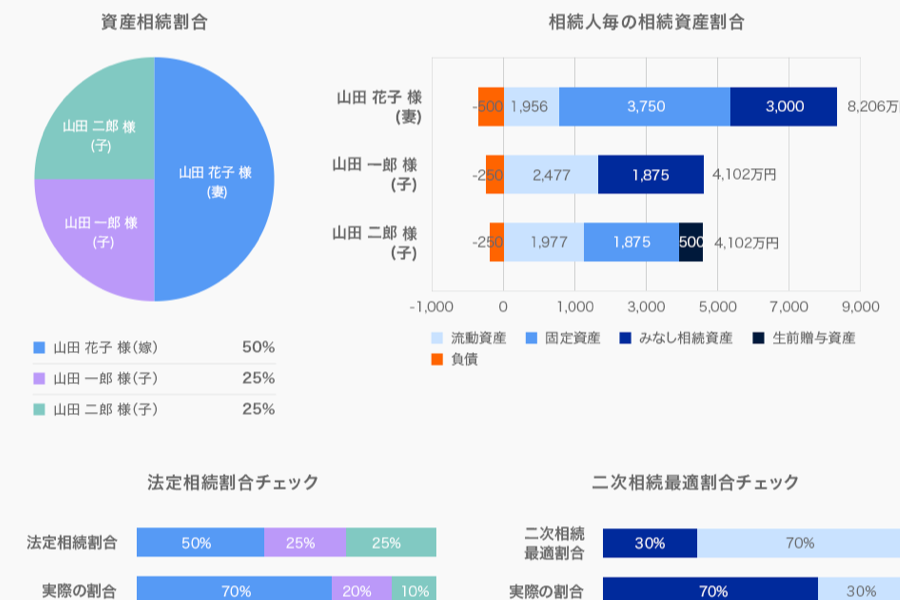 資産相続割合
山田 二郎 様
(子)
山田 花子 様
(妻)
山田 一郎 様
(子)
山田 花子 様(嫁) 50%
山田 一郎 様(子) 25%
山田 二郎 様(子) 25%
相続人毎の相続資産割合
山田 花子 様
(妻)
-500 1,956 3,750 3,000 8,206万
山田 一郎 様
(子)
-250 2,477 1,875 4,102万円
山田 二郎 様
(子)
-250 1,977 1,875 500 4,102万円
-1,000 0 1,000 3,000 5,000 7,000 9,000
流動資産 固定資産 みなし相続資産 生前贈与資産
負債
法定相続割合チェック
法定相続割合 50% 25% 25%
実際の割合 70% 20% 10%
二次相続最適割合チェック
二次相続
最適割合
30% 70%
実際の割合 70% 30%